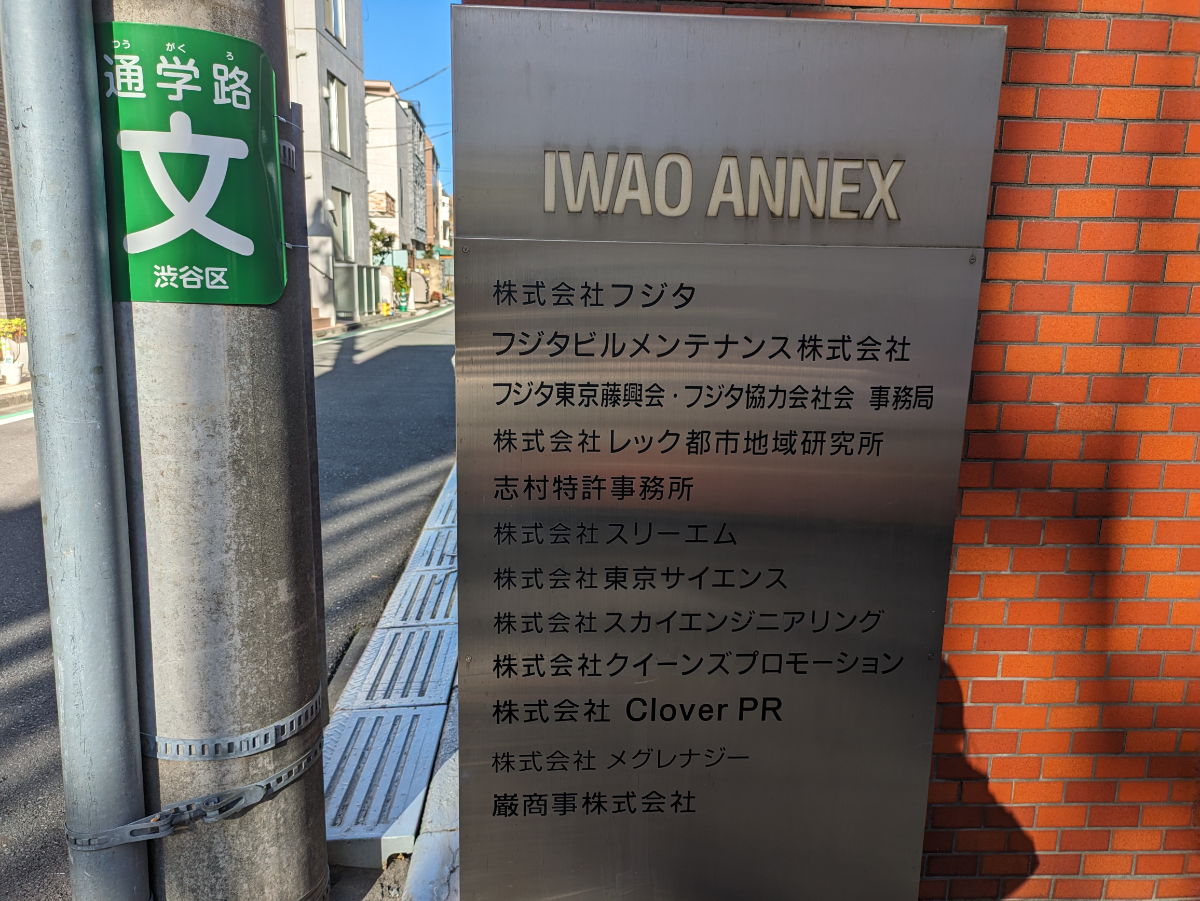 つうがくろ
通学路
文
渋谷区
IWAO ANNEX
株式会社フジタ
フジタビルメンテナンス株式会社
フジタ東京藤興会・フジタ協力会社会 事務局
株式会社レック都市地域研究所
志村特許事務所
株式会社スリーエム
株式会社東京サイエンス
株式会社スカイエンジニアリング
株式会社クイーンズプロモーション
株式会社 Clover PR
株式会社 メグレナジー
巌商事株式会社